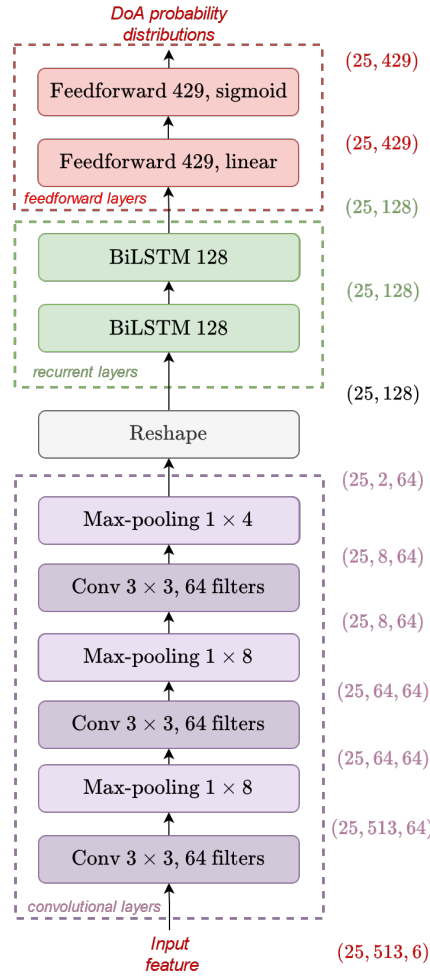 DoA probability
distributions
(25, 429)
Feedforward 429, sigmoid
(25, 429)
Feedforward 429, linear
feedforward layers
(25, 128)
BiLSTM 128
(25, 128)
BiLSTM 128
recurrent layers
(25, 128)
Reshape
(25, 2, 64)
Max-pooling 1 × 4
(25, 8, 64)
Conv 3 × 3, 64 filters
(25, 8, 64)
Max-pooling 1 × 8
(25, 64, 64)
Conv 3 × 3, 64 filters
(25, 64, 64)
Max-pooling 1 × 8
(25, 513, 64)
Conv 3 × 3, 64 filters
convolutional layers
Input
feature
(25, 513, 6)